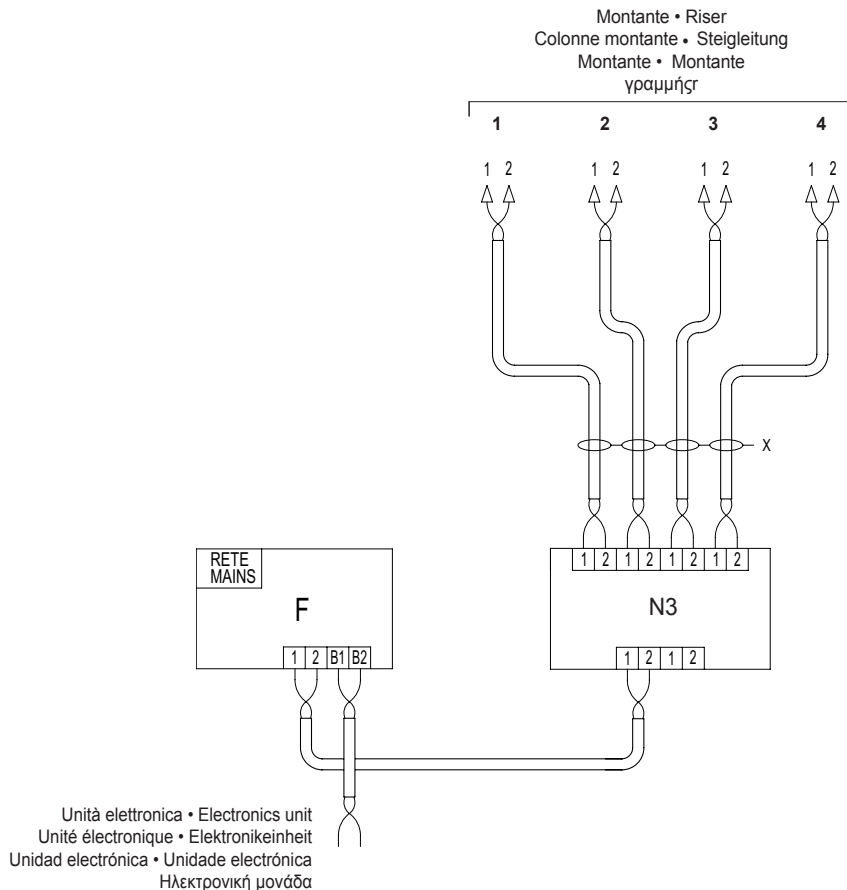 Montante • Riser
Colonne montante • Steigleitung
Montante • Montante
γραμμήςr
1 2 3 4
1 2 1 2 1 2 1 2
X
1 2 1 2 1 2 1 2
RETE
MAINS
F
N3
1 2 B1 B2
1 2 1 2
Unità elettronica • Electronics unit
Unité électronique • Elektronikeinheit
Unidad electrónica • Unidade electrónica
Ηλεκτρονική μονάδα